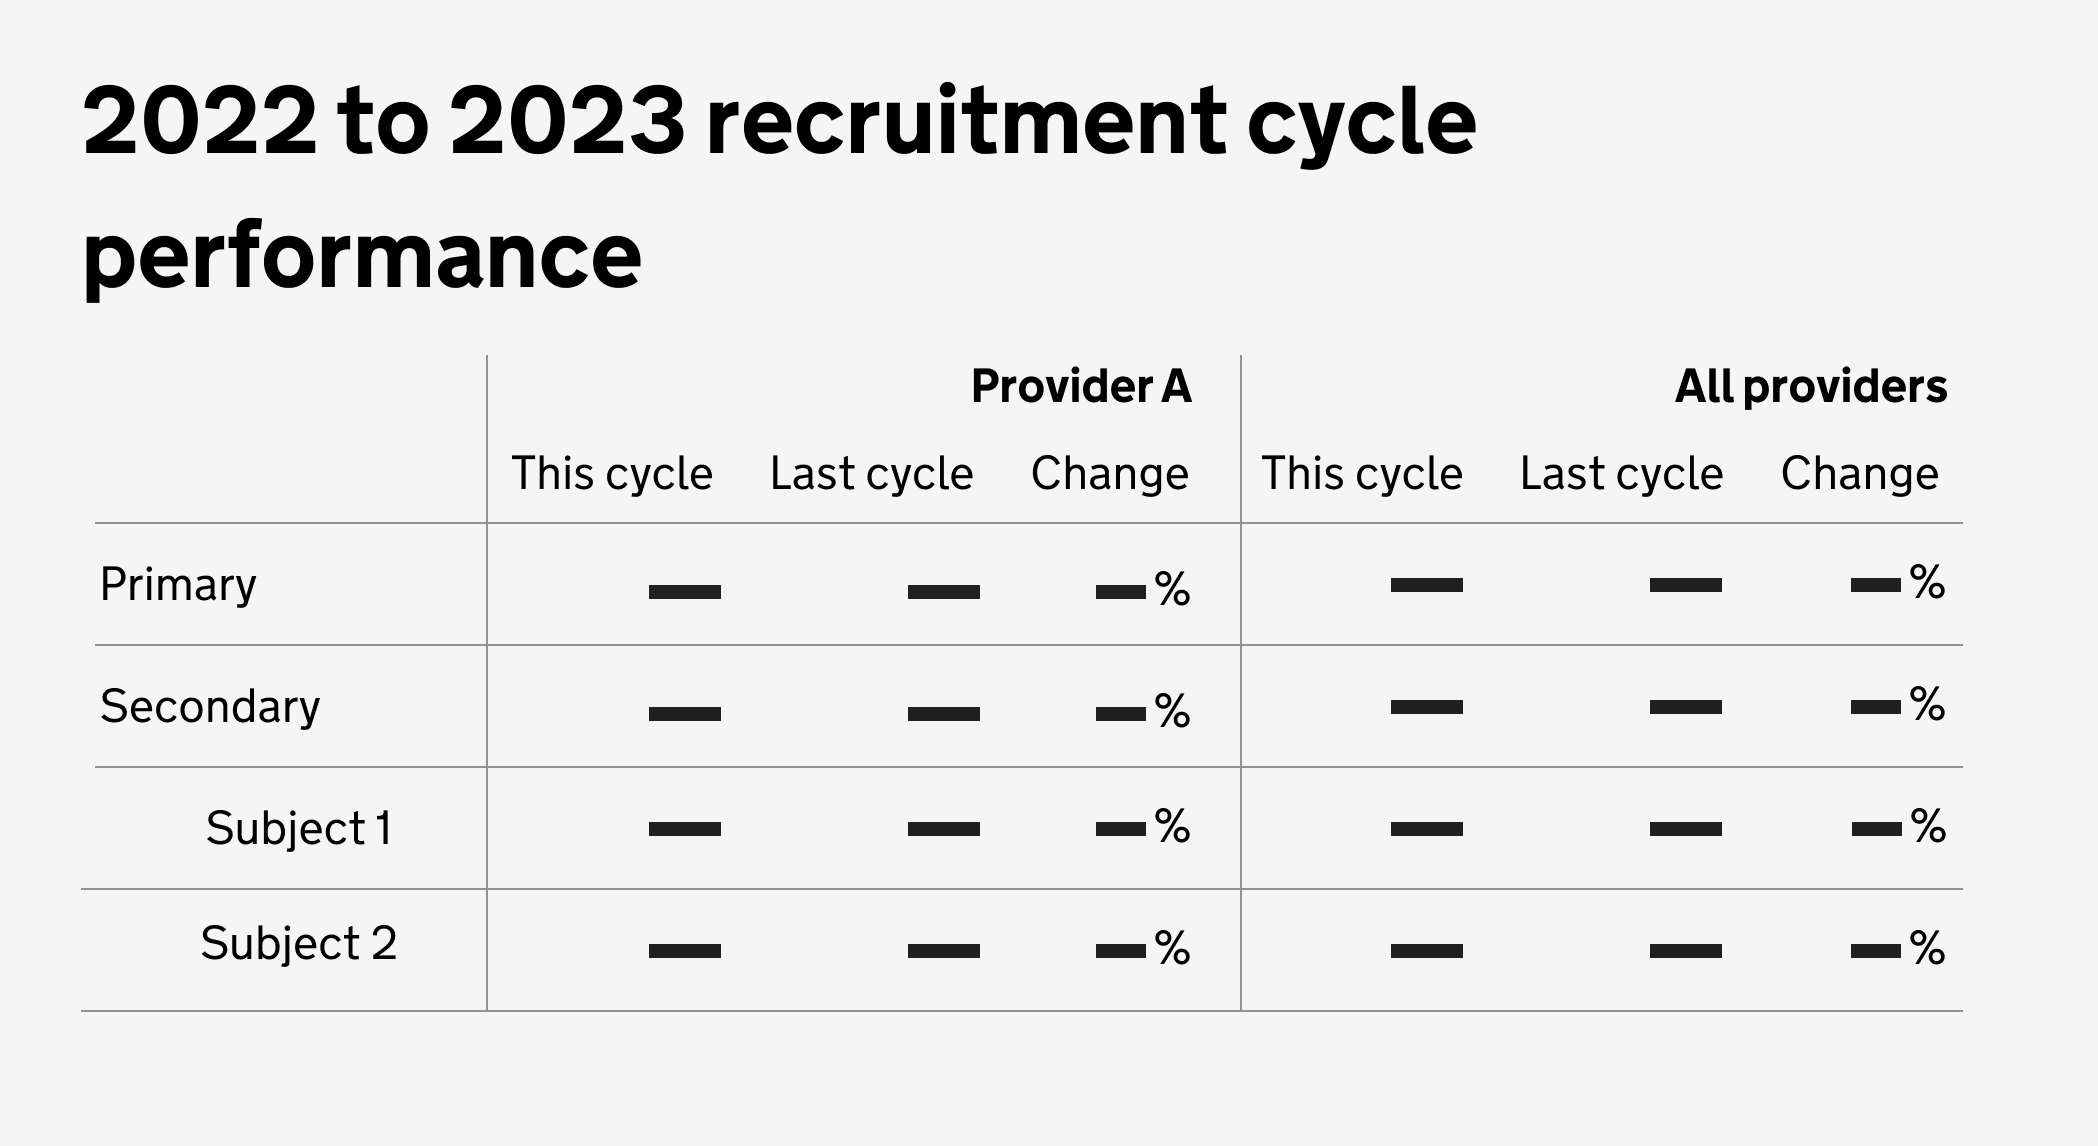 2022 to 2023 recruitment cycle
performance
Provider A All providers
This cycle Last cycle Change This cycle Last cycle Change
Primary — — —% — — —%
Secondary — — —% — — —%
Subject 1 — — —% — — —%
Subject 2 — — —% — — —%